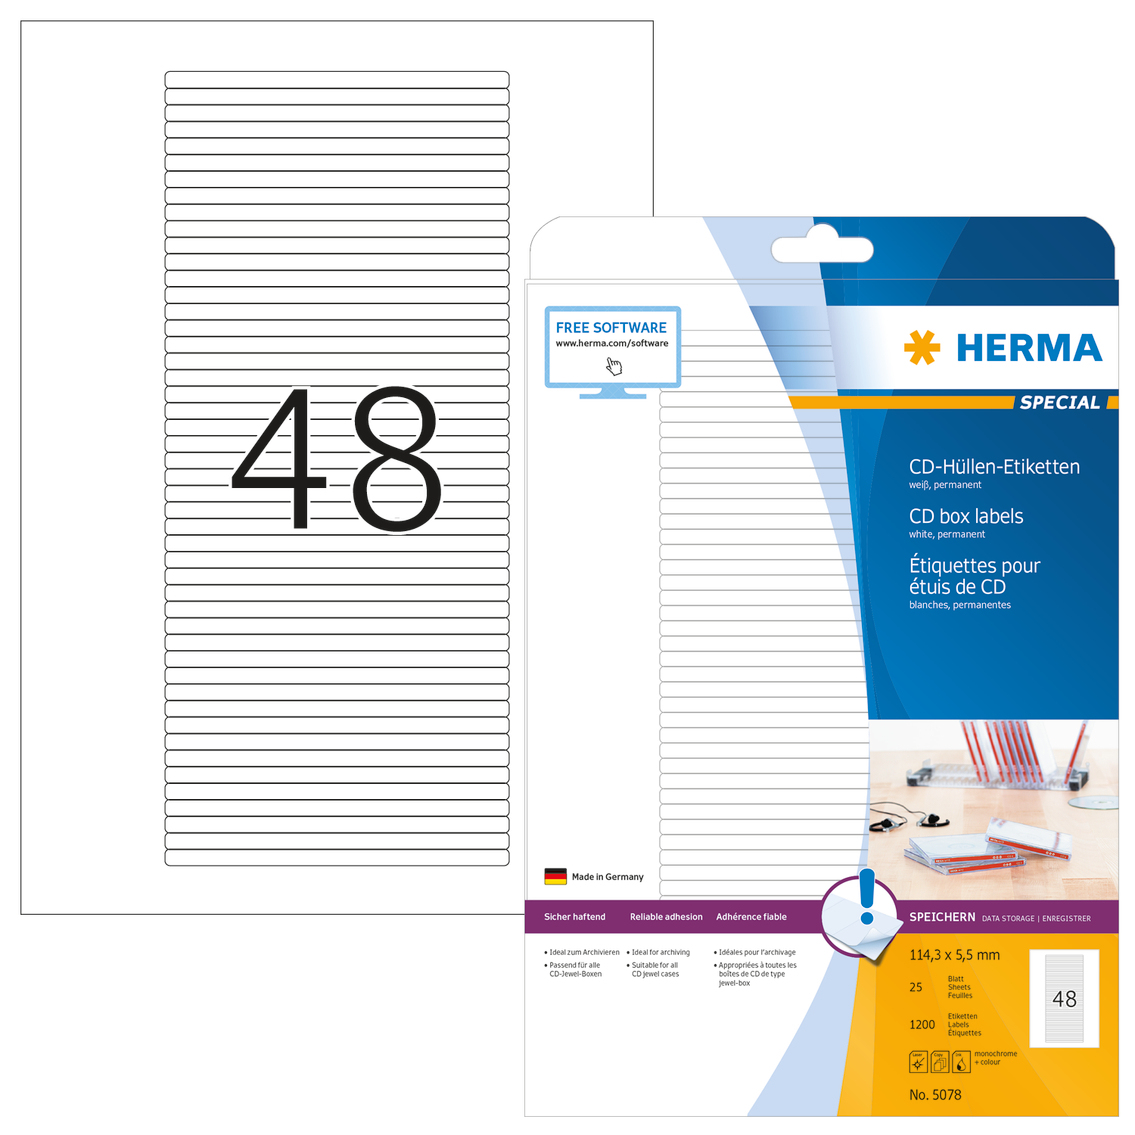 48
FREE SOFTWARE
www.herma.com/software
HERMA
SPECIAL
CD-Hüllen-Etiketten
weiß, permanent
CD box labels
white, permanent
Étiquettes pour
étuis de CD
blanches, permanentes
Made in Germany
Sicher haftend
Reliable adhesion
Adhérence fiable
SPEICHERN DATA STORAGE | ENREGISTRER
• Ideal zum Archivieren
• Passend für alle
CD-Jewel-Boxen
• Ideal for archiving
• Suitable for all
CD jewel cases
• Idéales pour l'archivage
• Appropriées à toutes les
boîtes de CD de type
jewel-box
114,3 x 5,5 mm
25
Blatt
Sheets
Feuilles
1200
Etiketten
Labels
Étiquettes
48
Laser
Copy
Ink
monochrome
+ colour
No. 5078